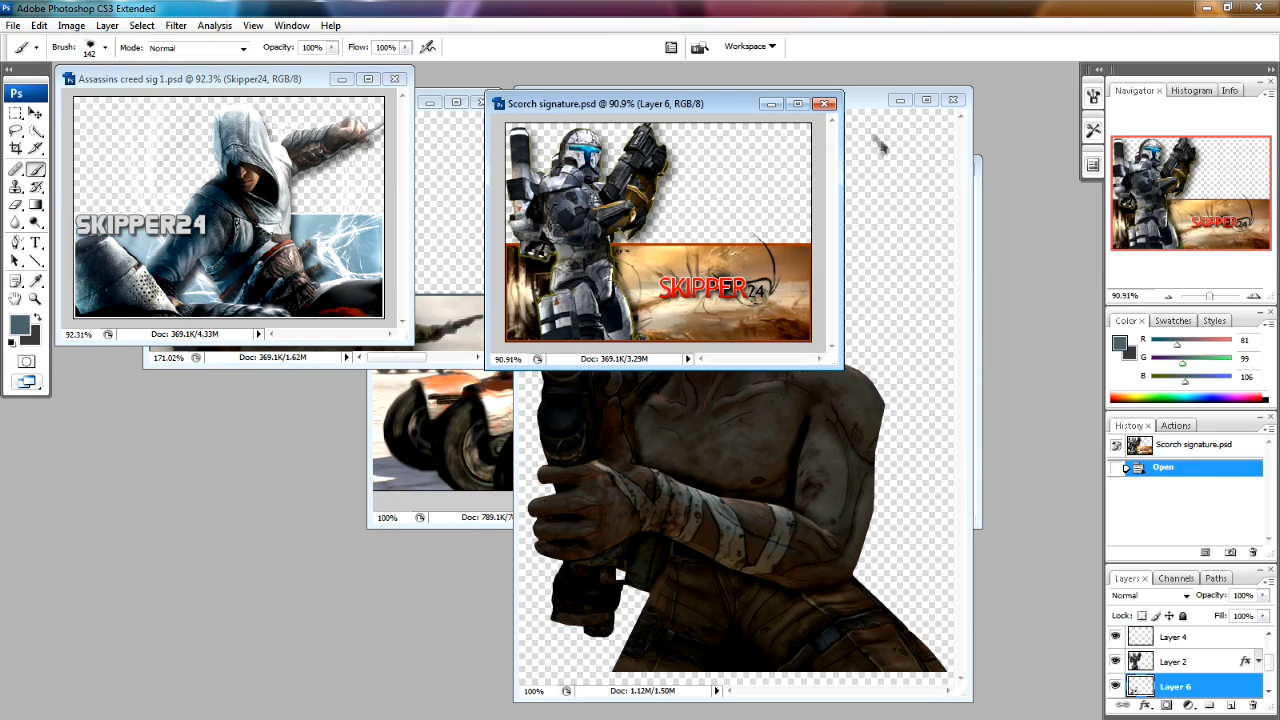 Adobe Photoshop CS3 Extended
File Edit Image Layer Select Filter Analysis View Window Help
Brush: 142 Mode: Normal Opacity: 100% Flow: 100% Workspace
Ps
Assassins creed sig 1.psd @ 92.3% (Skipper24, RGB/8)
SKIPPER24
92.31% Doc: 369.1K/4.33M
171.02% Doc: 369.1K/1.62M
Scorch signature.psd @ 90.9% (Layer 6, RGB/8)
SKIPPER24
90.91% Doc: 369.1K/3.29M
100%
100% Doc: 1.12M/1.50M
Navigator Histogram Info
SKIPPER
90.91%
Color Swatches Styles
R 81
G 99
B 106
History Actions
Scorch signature.psd
Open
Layers Channels Paths
Normal Opacity: 100%
Lock: Fill: 100%
Layer 4
Layer 2 fx
Layer 6